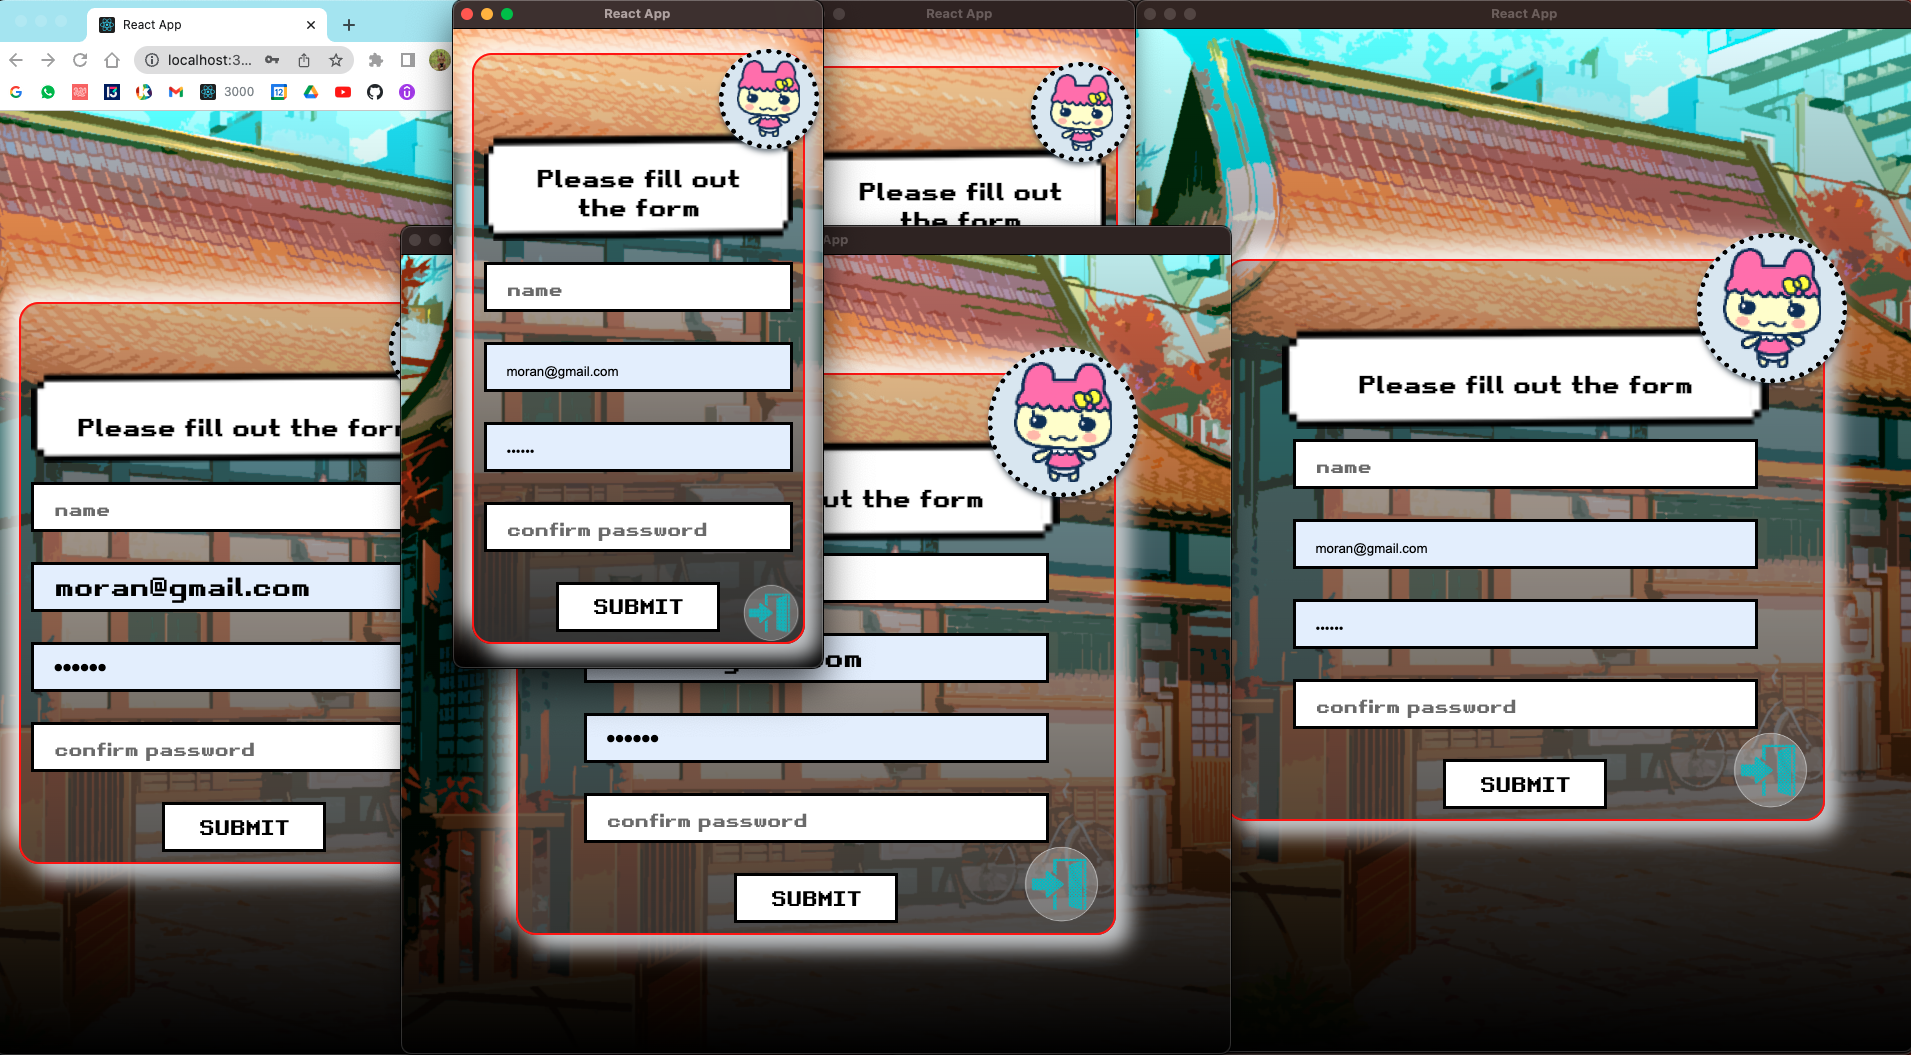 React App
localhost:3...
3000
Please fill out the for
name
moran@gmail.com
••••••
confirm password
SUBMIT
React App
Please fill out
the form
name
moran@gmail.com
••••••
confirm password
SUBMIT
React App
Please fill out
the form
App
ut the form
om
••••••
confirm password
SUBMIT
React App
Please fill out the form
name
moran@gmail.com
••••••
confirm password
SUBMIT